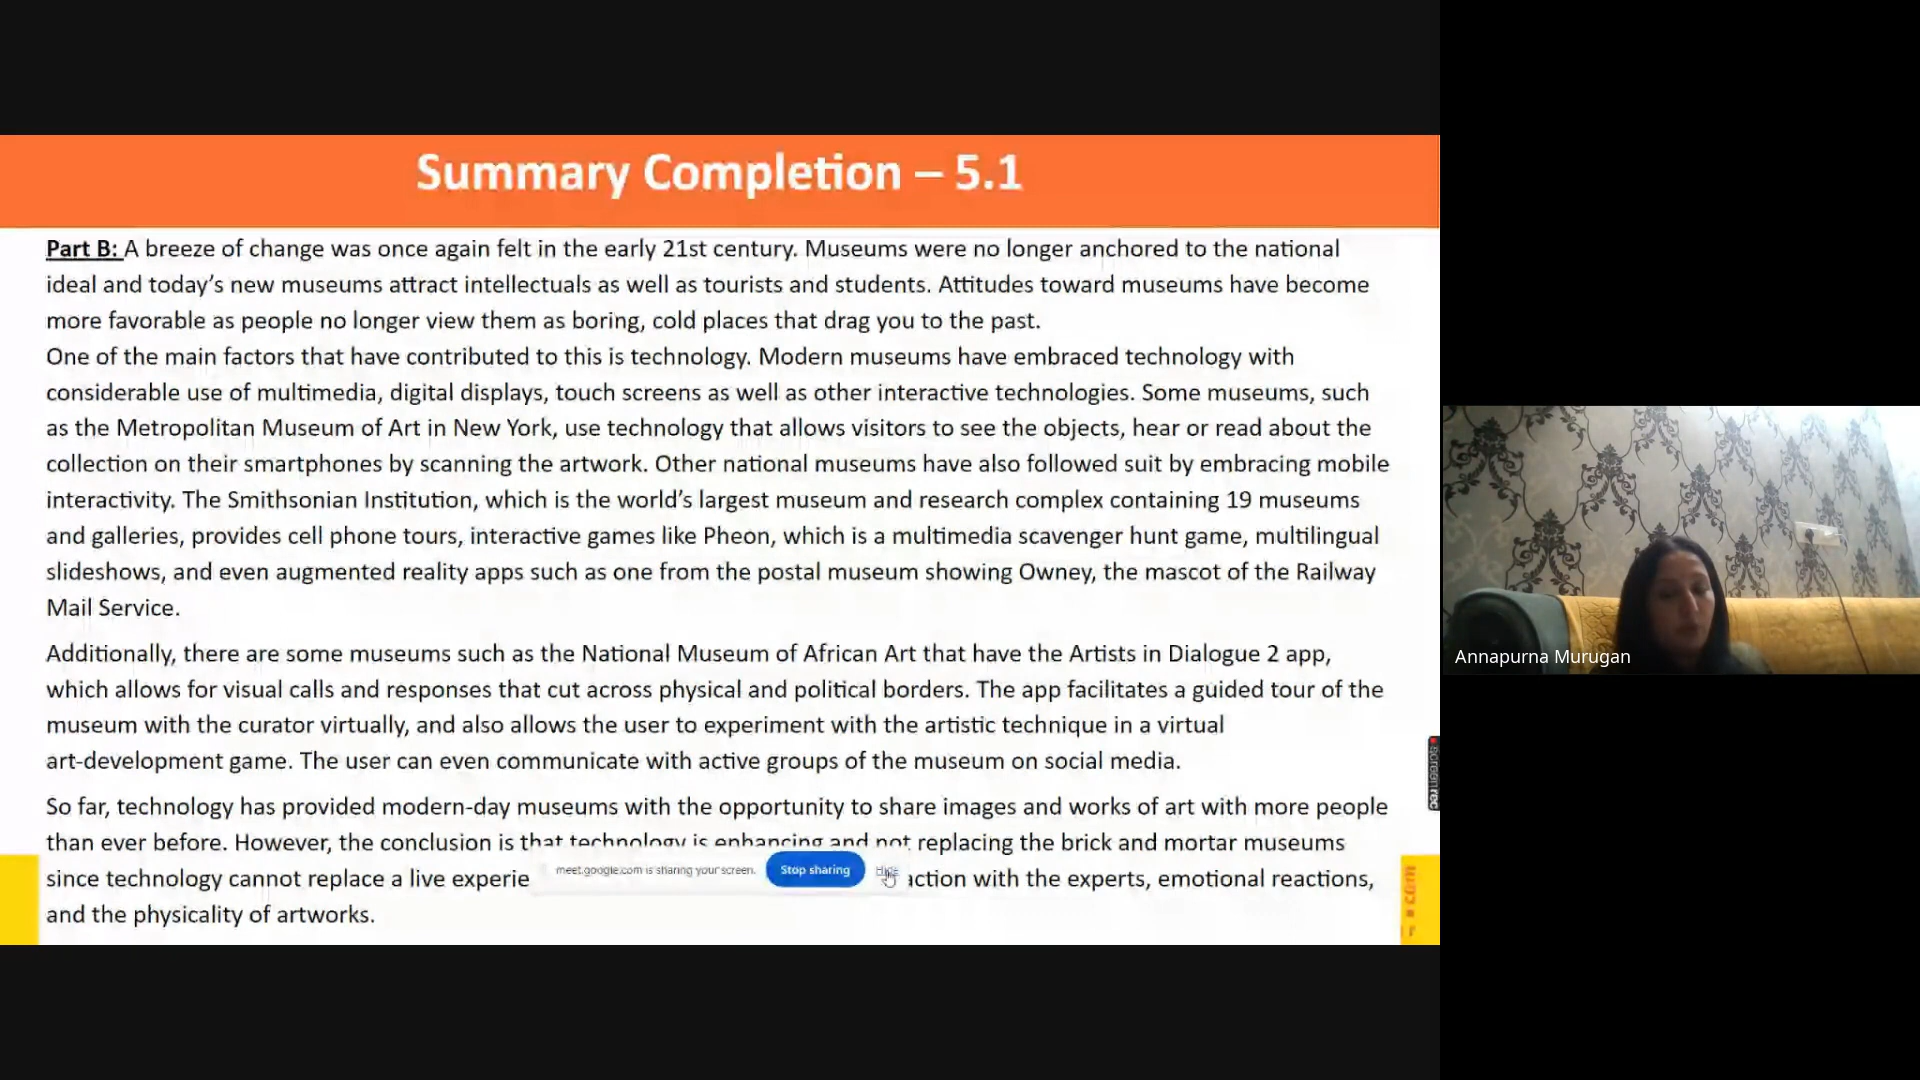 Summary Completion – 5.1
Part B: A breeze of change was once again felt in the early 21st century. Museums were no longer anchored to the national
ideal and today's new museums attract intellectuals as well as tourists and students. Attitudes toward museums have become
more favorable as people no longer view them as boring, cold places that drag you to the past.
One of the main factors that have contributed to this is technology. Modern museums have embraced technology with
considerable use of multimedia, digital displays, touch screens as well as other interactive technologies. Some museums, such
as the Metropolitan Museum of Art in New York, use technology that allows visitors to see the objects, hear or read about the
collection on their smartphones by scanning the artwork. Other national museums have also followed suit by embracing mobile
interactivity. The Smithsonian Institution, which is the world's largest museum and research complex containing 19 museums
and galleries, provides cell phone tours, interactive games like Pheon, which is a multimedia scavenger hunt game, multilingual
slideshows, and even augmented reality apps such as one from the postal museum showing Owney, the mascot of the Railway
Mail Service.
Additionally, there are some museums such as the National Museum of African Art that have the Artists in Dialogue 2 app,
which allows for visual calls and responses that cut across physical and political borders. The app facilitates a guided tour of the
museum with the curator virtually, and also allows the user to experiment with the artistic technique in a virtual
art-development game. The user can even communicate with active groups of the museum on social media.
So far, technology has provided modern-day museums with the opportunity to share images and works of art with more people
than ever before. However, the conclusion is that technology is enhancing and not replacing the brick and mortar museums
since technology cannot replace a live experie
action with the experts, emotional reactions,
and the physicality of artworks.
meet.google.com is sharing your screen.
Stop sharing
Hide
screenrec
Annapurna Murugan